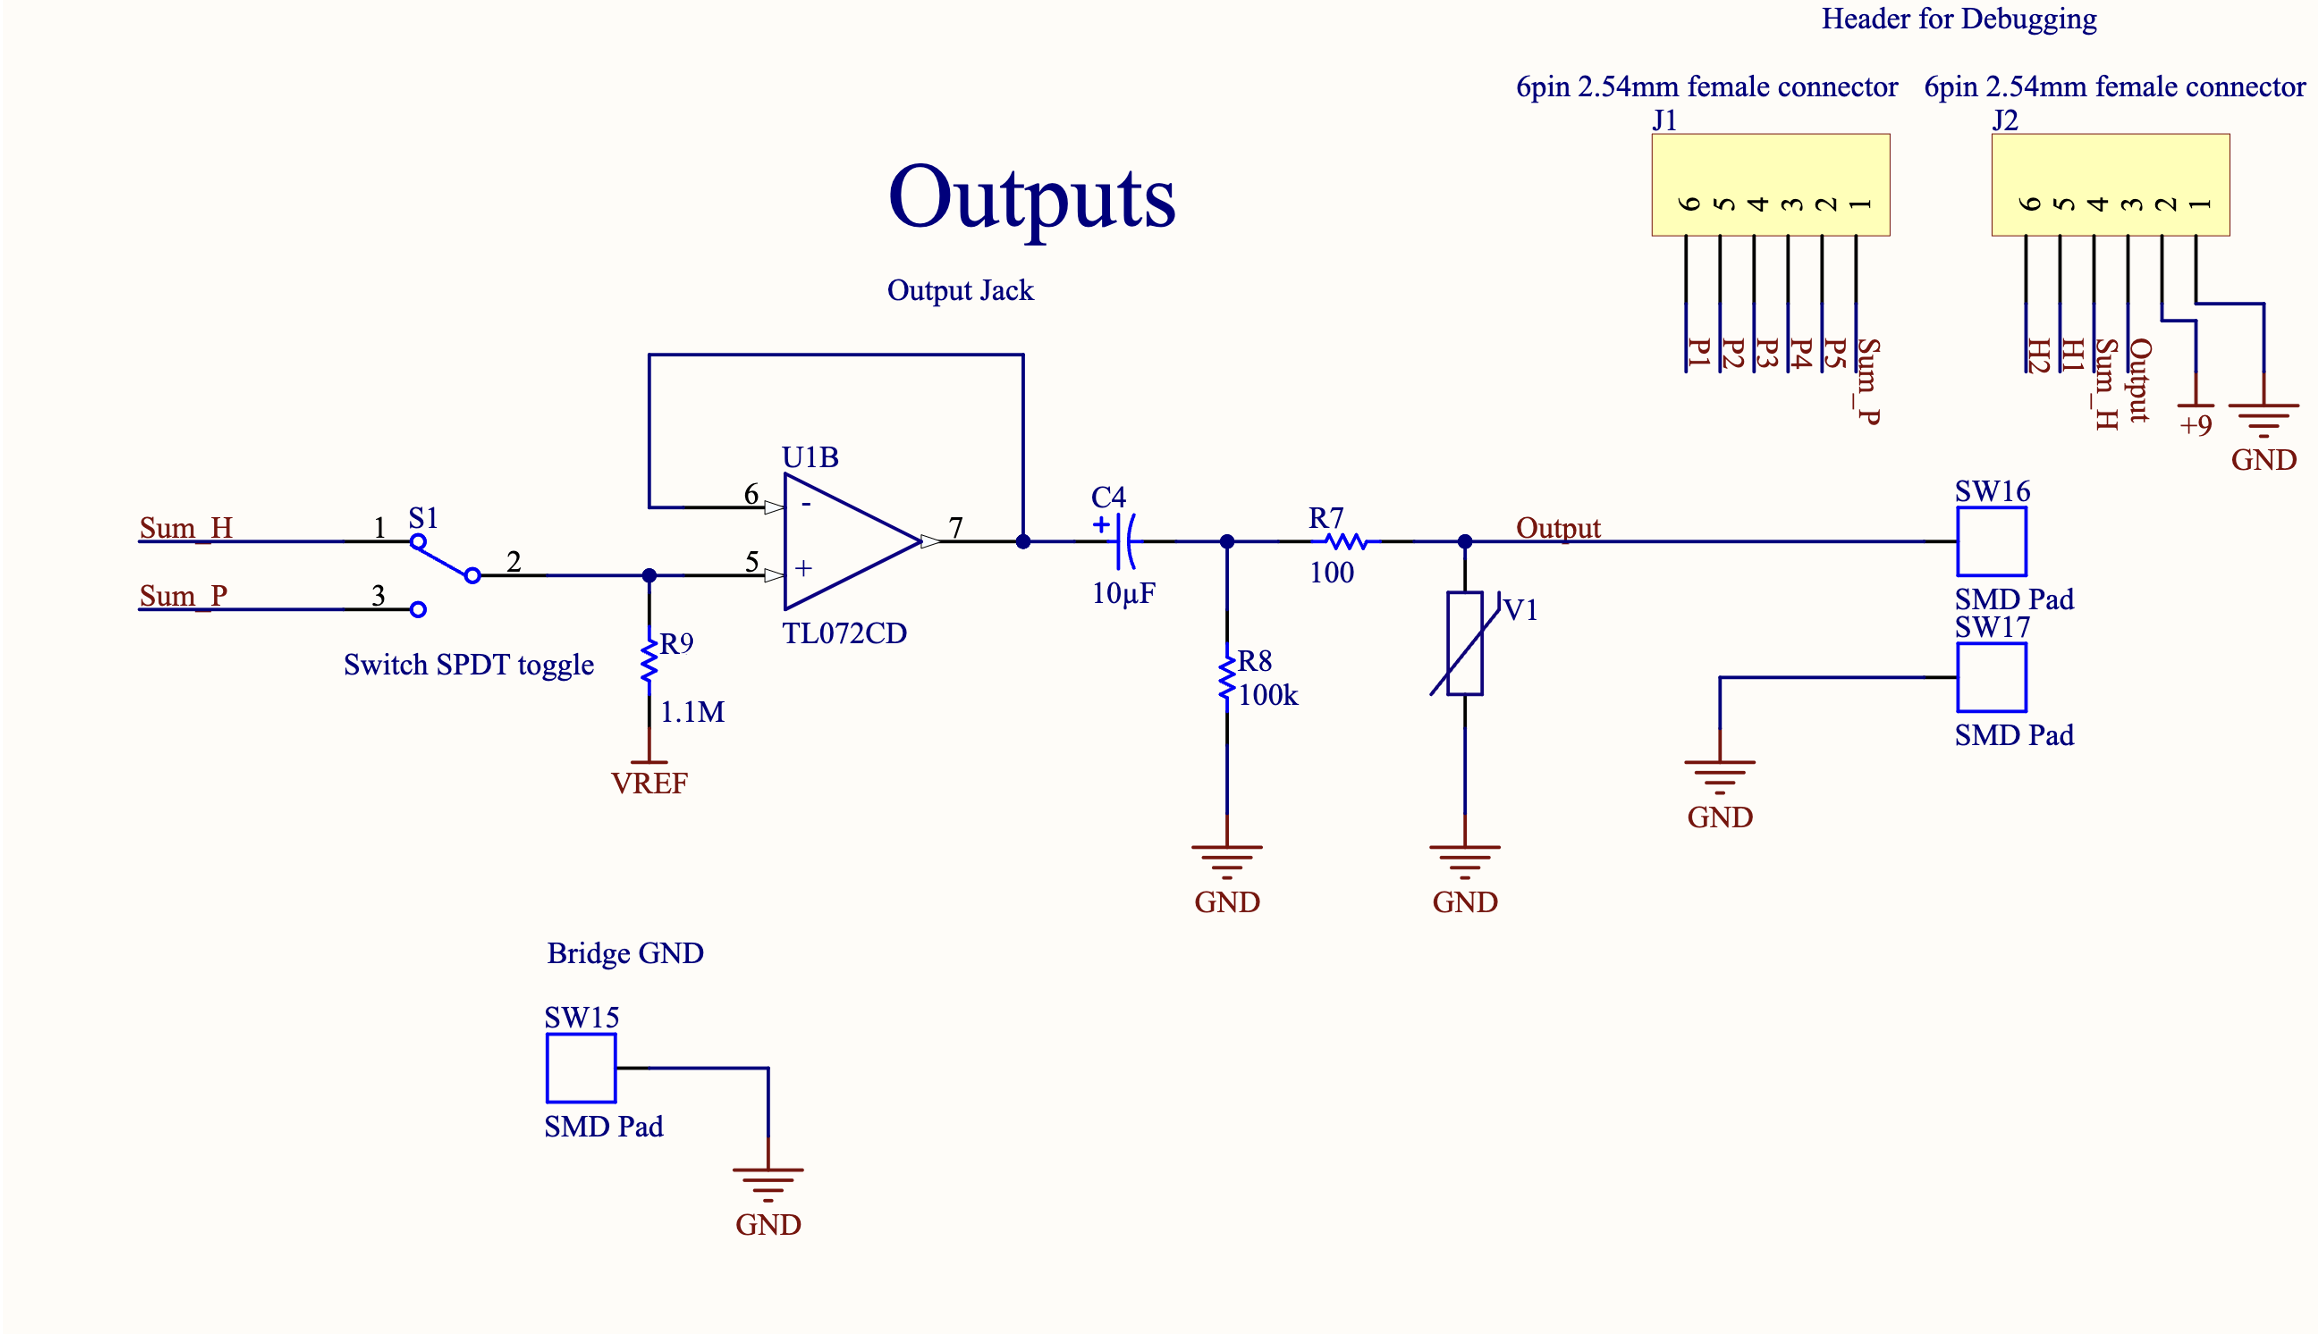 Header for Debugging
6pin 2.54mm female connector
6pin 2.54mm female connector
J1
J2
6 5 4 3 2 1
6 5 4 3 2 1
P1
P2
P3
P4
P5
Sum_P
H2
H1
Sum_H
Output
+9
GND
Outputs
Output Jack
U1B
6
-
7
5
+
TL072CD
Sum_H
1
S1
2
Sum_P
3
Switch SPDT toggle
R9
1.1M
VREF
C4
+
10µF
R7
100
Output
R8
100k
GND
V1
GND
SW16
SMD Pad
SW17
SMD Pad
GND
Bridge GND
SW15
SMD Pad
GND